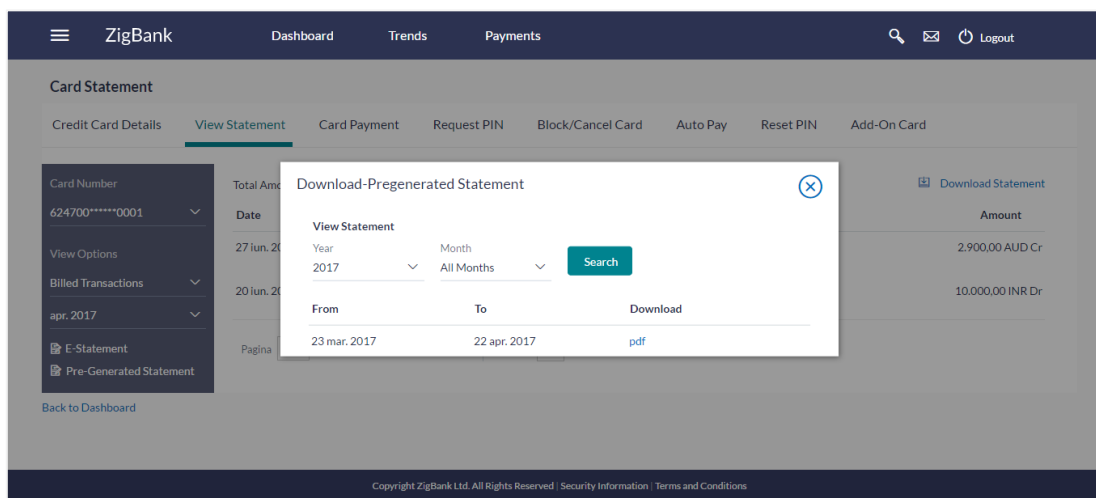 ZigBank Dashboard Trends Payments Logout
Card Statement
Credit Card Details View Statement Card Payment Request PIN Block/Cancel Card Auto Pay Reset PIN Add-On Card
Card Number
624700******0001
View Options
Billed Transactions
apr. 2017
E-Statement
Pre-Generated Statement
Back to Dashboard
Total Amo
Download Statement
Date Amount
27 iun. 20 2.900,00 AUD Cr
20 iun. 20 10.000,00 INR Dr
Pagina
Download-Pregenerated Statement
View Statement
Year Month
2017 All Months Search
From To Download
23 mar. 2017 22 apr. 2017 pdf
Copyright ZigBank Ltd. All Rights Reserved | Security Information | Terms and Conditions